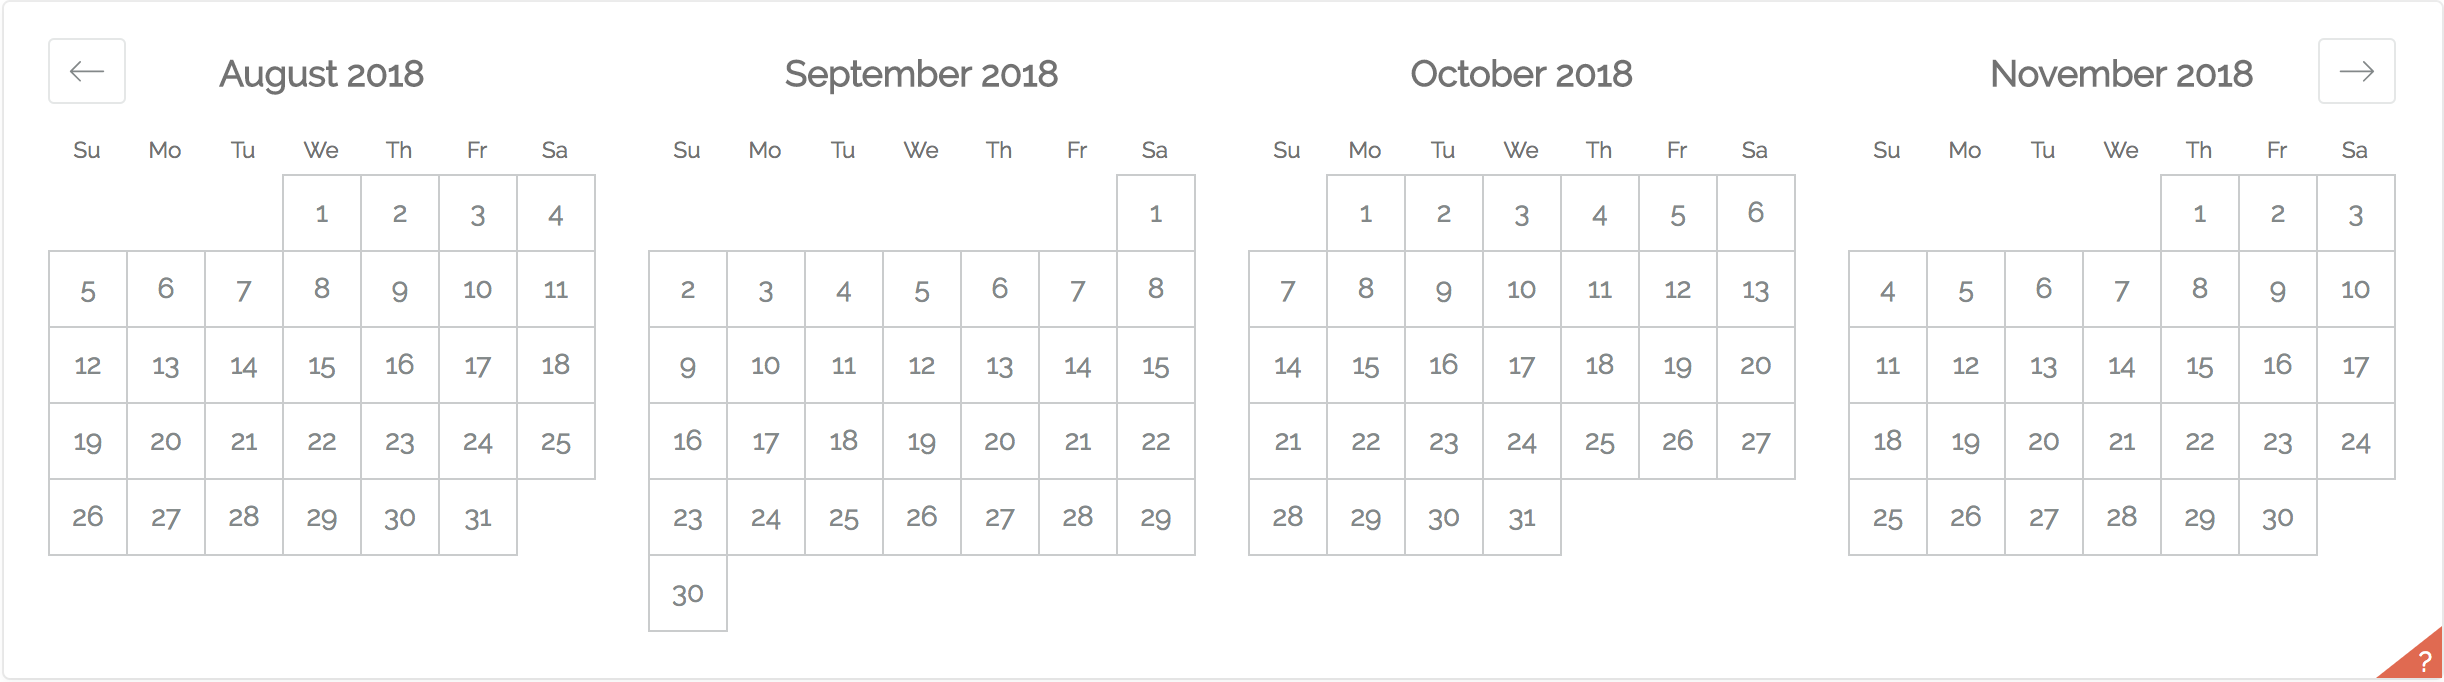 August 2018
Su Mo Tu We Th Fr Sa
1 2 3 4
5 6 7 8 9 10 11
12 13 14 15 16 17 18
19 20 21 22 23 24 25
26 27 28 29 30 31
September 2018
Su Mo Tu We Th Fr Sa
1
2 3 4 5 6 7 8
9 10 11 12 13 14 15
16 17 18 19 20 21 22
23 24 25 26 27 28 29
30
October 2018
Su Mo Tu We Th Fr Sa
1 2 3 4 5 6
7 8 9 10 11 12 13
14 15 16 17 18 19 20
21 22 23 24 25 26 27
28 29 30 31
November 2018
Su Mo Tu We Th Fr Sa
1 2 3
4 5 6 7 8 9 10
11 12 13 14 15 16 17
18 19 20 21 22 23 24
25 26 27 28 29 30
?